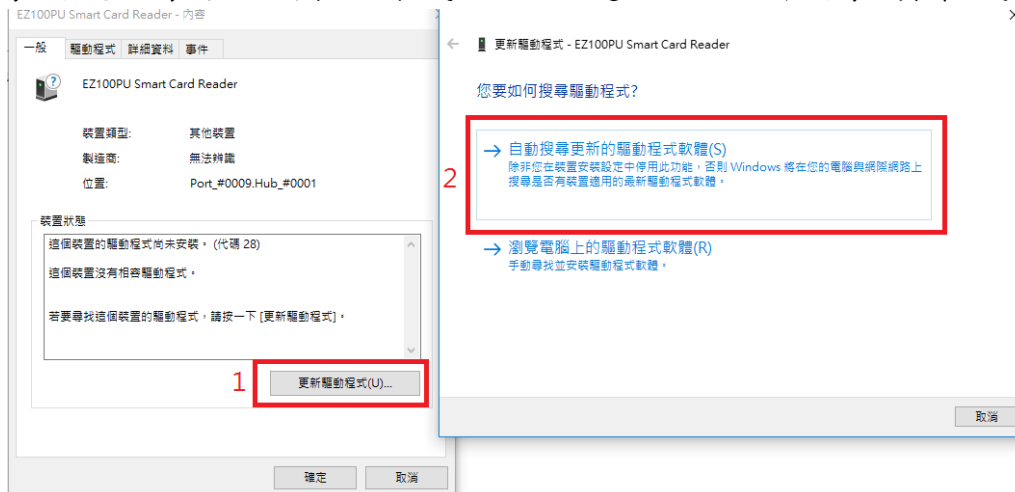 EZ100PU Smart Card Reader - 內容
一般 驅動程式 詳細資料 事件
EZ100PU Smart Card Reader
裝置類型: 其他裝置
製造商: 無法辨識
位置: Port_#0009.Hub_#0001
裝置狀態
這個裝置的驅動程式尚未安裝。 (代碼 28)
這個裝置沒有相容驅動程式。
若要尋找這個裝置的驅動程式，請按一下 [更新驅動程式]。
1
更新驅動程式(U)...
確定 取消
更新驅動程式 - EZ100PU Smart Card Reader
您要如何搜尋驅動程式?
2
自動搜尋更新的驅動程式軟體(S)
除非您在裝置安裝設定中停用此功能，否則 Windows 將在您的電腦與網際網路上
搜尋是否有裝置適用的最新驅動程式軟體。
瀏覽電腦上的驅動程式軟體(R)
手動尋找並安裝驅動程式軟體。
取消